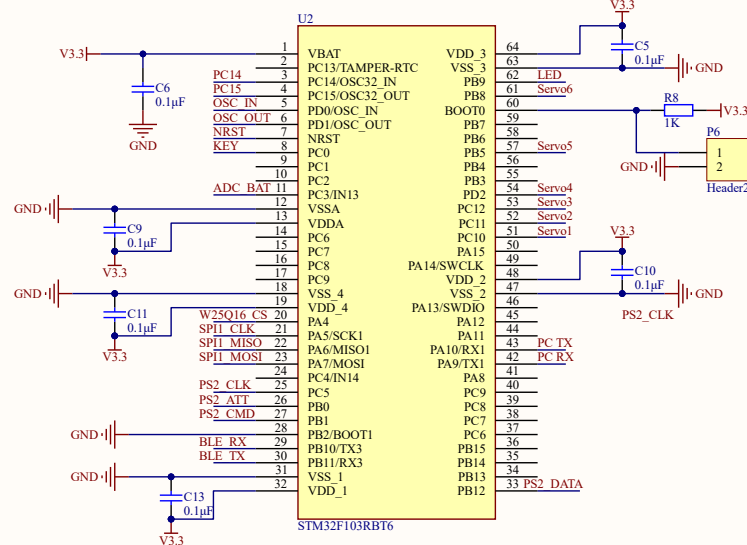 U2
V3.3
1 VBAT
2 PC13/TAMPER-RTC
PC14 3 PC14/OSC32_IN
PC15 4 PC15/OSC32_OUT
OSC_IN 5 PD0/OSC_IN
OSC_OUT 6 PD1/OSC_OUT
NRST 7 NRST
KEY 8 PC0
9 PC1
10 PC2
ADC_BAT 11 PC3/IN13
12 VSSA
13 VDDA
14 PC6
15 PC7
16 PC8
17 PC9
18 VSS_4
19 VDD_4
W25Q16_CS 20 PA4
SPI1_CLK 21 PA5/SCK1
SPI1_MISO 22 PA6/MISO1
SPI1_MOSI 23 PA7/MOSI
24 PC4/IN14
PS2_CLK 25 PC5
PS2_ATT 26 PB0
PS2_CMD 27 PB1
28 PB2/BOOT1
BLE_RX 29 PB10/TX3
BLE_TX 30 PB11/RX3
31 VSS_1
32 VDD_1
C6
0.1μF
GND
GND
C9
0.1μF
V3.3
GND
C11
0.1μF
V3.3
GND
GND
C13
0.1μF
V3.3
VDD_3 64
VSS_3 63
PB9 62 LED
PB8 61 Servo6
BOOT0 60
PB7 59
PB6 58
PB5 57 Servo5
PB4 56
PB3 55
PD2 54 Servo4
PC12 53 Servo3
PC11 52 Servo2
PC10 51 Servo1
PA15 50
PA14/SWCLK 49
VDD_2 48
VSS_2 47
PA13/SWDIO 46
PA12 45
PA11 44
PA10/RX1 43 PC TX
PA9/TX1 42 PC RX
PA8 41
PC9 40
PC8 39
PC7 38
PC6 37
PB15 36
PB14 35
PB13 34
PB12 33 PS2_DATA
V3.3
C5
0.1μF
GND
R8
1K
V3.3
P6
1
2
GND
Header2
V3.3
C10
0.1μF
GND
PS2_CLK
STM32F103RBT6